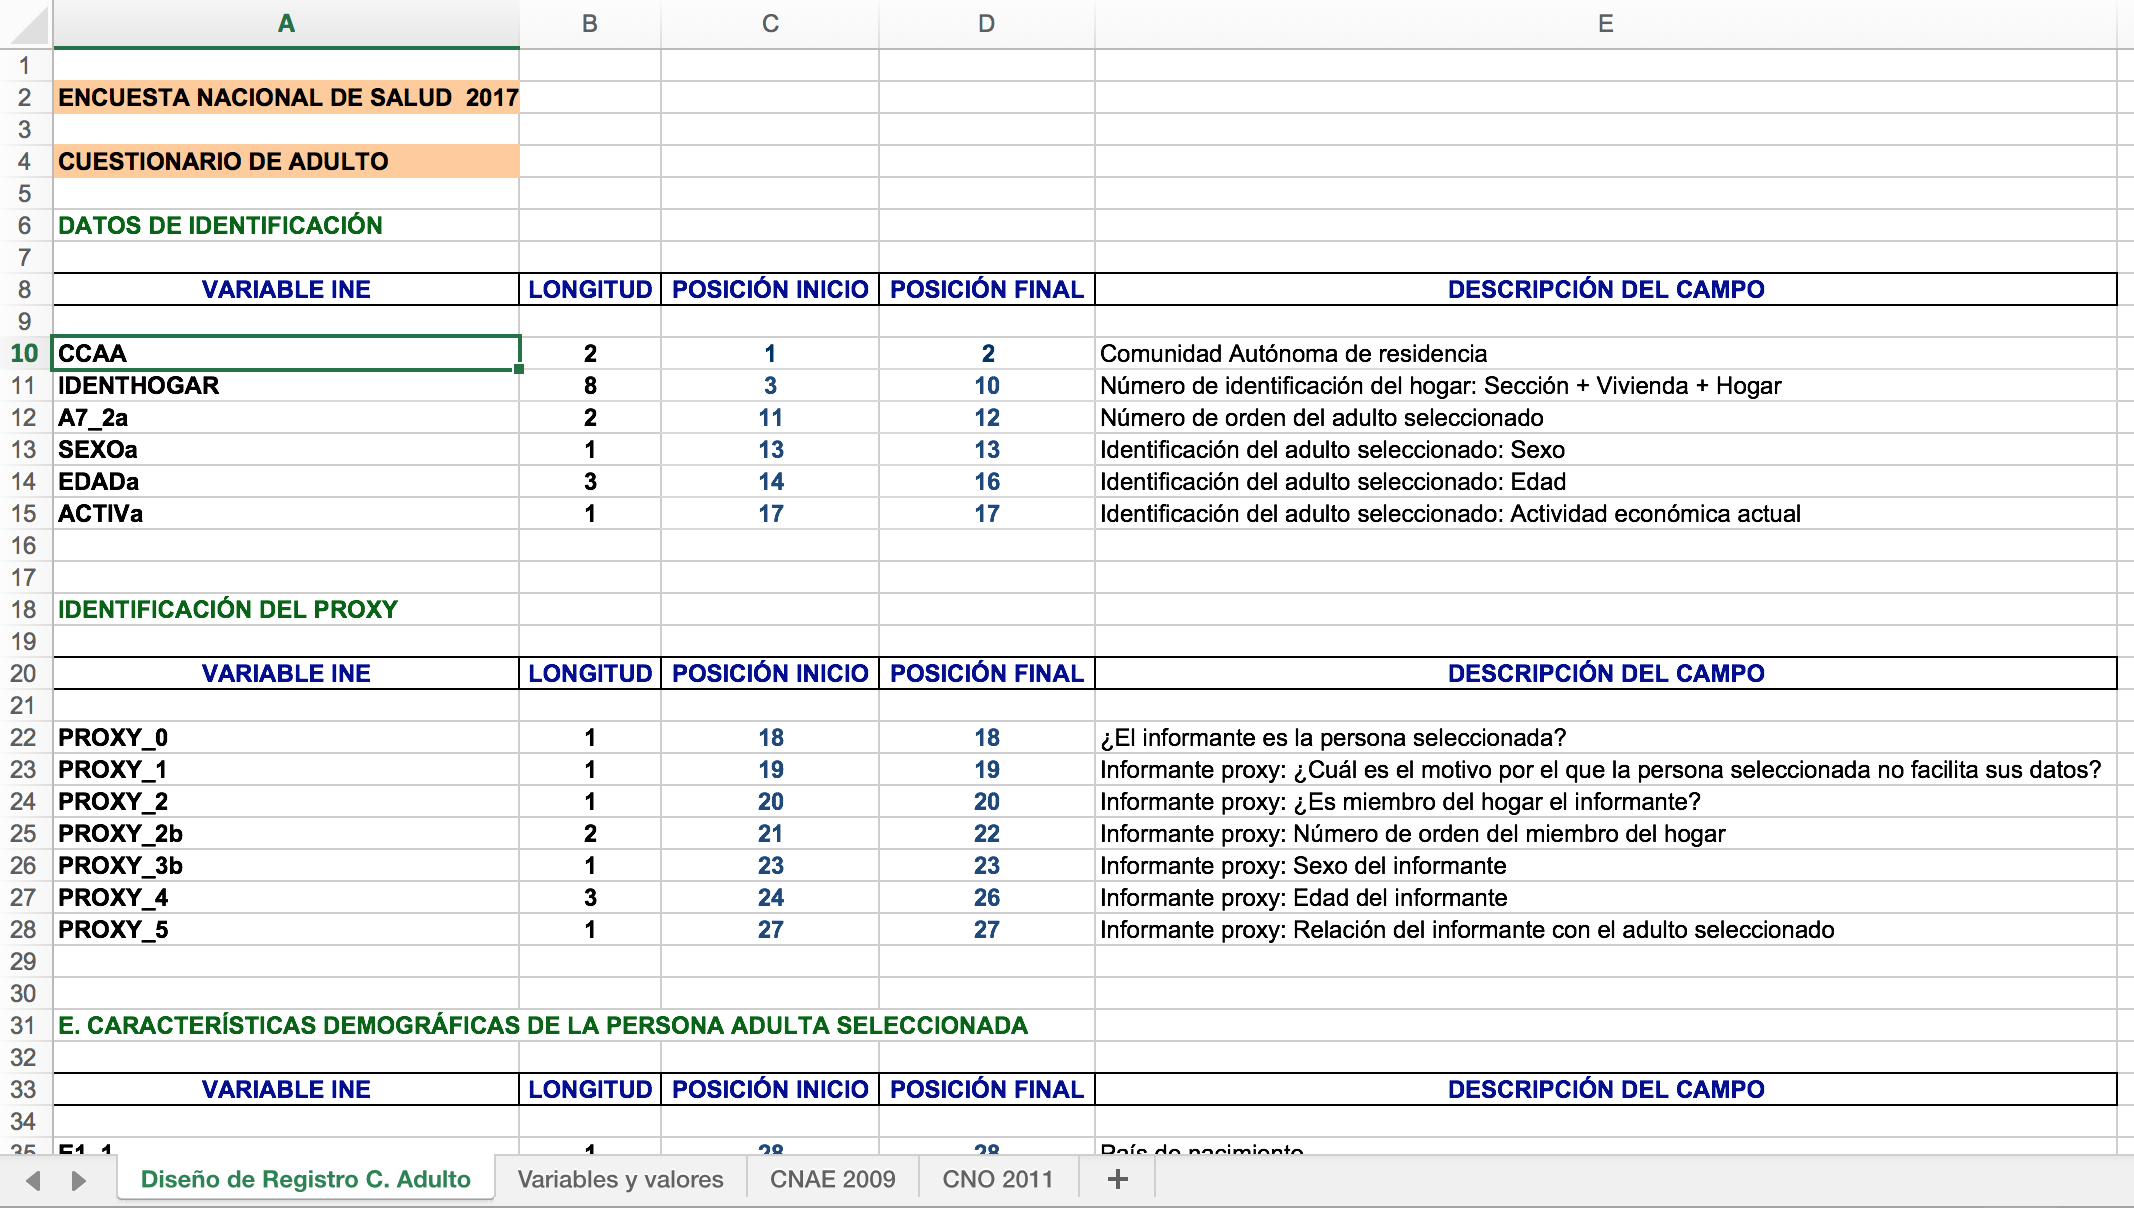 A B C D E
1
2 ENCUESTA NACIONAL DE SALUD 2017
3
4 CUESTIONARIO DE ADULTO
5
6 DATOS DE IDENTIFICACIÓN
7
8 VARIABLE INE LONGITUD POSICIÓN INICIO POSICIÓN FINAL DESCRIPCIÓN DEL CAMPO
9
10 CCAA 2 1 2 Comunidad Autónoma de residencia
11 IDENTHOGAR 8 3 10 Número de identificación del hogar: Sección + Vivienda + Hogar
12 A7_2a 2 11 12 Número de orden del adulto seleccionado
13 SEXOa 1 13 13 Identificación del adulto seleccionado: Sexo
14 EDADa 3 14 16 Identificación del adulto seleccionado: Edad
15 ACTIVa 1 17 17 Identificación del adulto seleccionado: Actividad económica actual
16
17
18 IDENTIFICACIÓN DEL PROXY
19
20 VARIABLE INE LONGITUD POSICIÓN INICIO POSICIÓN FINAL DESCRIPCIÓN DEL CAMPO
21
22 PROXY_0 1 18 18 ¿El informante es la persona seleccionada?
23 PROXY_1 1 19 19 Informante proxy: ¿Cuál es el motivo por el que la persona seleccionada no facilita sus datos?
24 PROXY_2 1 20 20 Informante proxy: ¿Es miembro del hogar el informante?
25 PROXY_2b 2 21 22 Informante proxy: Número de orden del miembro del hogar
26 PROXY_3b 1 23 23 Informante proxy: Sexo del informante
27 PROXY_4 3 24 26 Informante proxy: Edad del informante
28 PROXY_5 1 27 27 Informante proxy: Relación del informante con el adulto seleccionado
29
30
31 E. CARACTERÍSTICAS DEMOGRÁFICAS DE LA PERSONA ADULTA SELECCIONADA
32
33 VARIABLE INE LONGITUD POSICIÓN INICIO POSICIÓN FINAL DESCRIPCIÓN DEL CAMPO
34
35 E1_1 1 28 28 País de nacimiento
Diseño de Registro C. Adulto Variables y valores CNAE 2009 CNO 2011 +